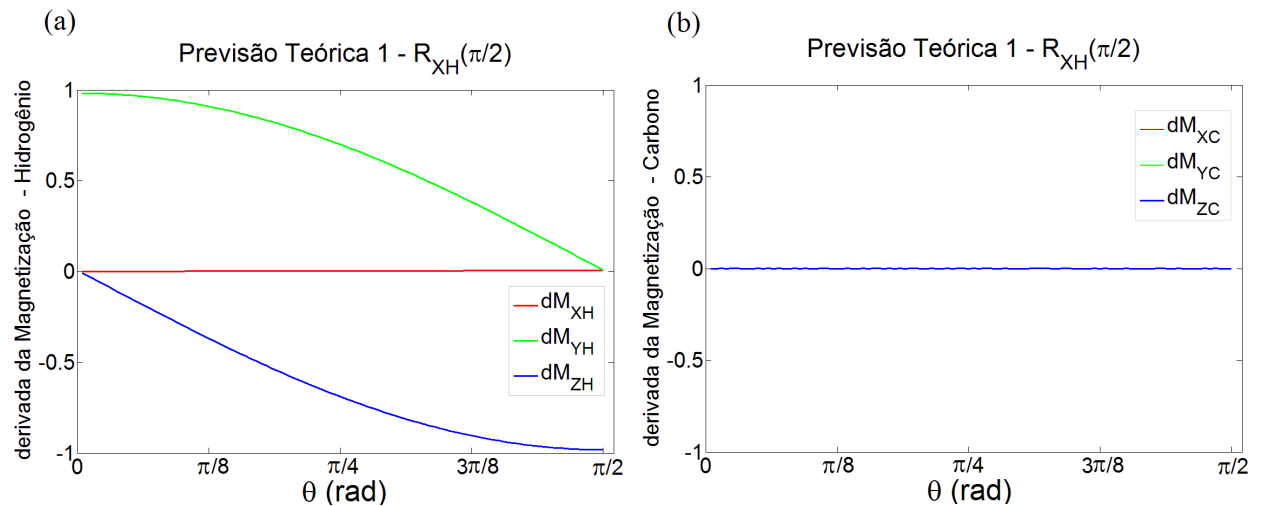 (a)
Previsão Teórica 1 - R_XH(π/2)
derivada da Magnetização - Hidrogênio
1
0.5
0
-0.5
-1
dM_XH
dM_YH
dM_ZH
0 π/8 π/4 3π/8 π/2
θ (rad)
(b)
Previsão Teórica 1 - R_XH(π/2)
derivada da Magnetização - Carbono
1
0.5
0
-0.5
-1
dM_XC
dM_YC
dM_ZC
0 π/8 π/4 3π/8 π/2
θ (rad)